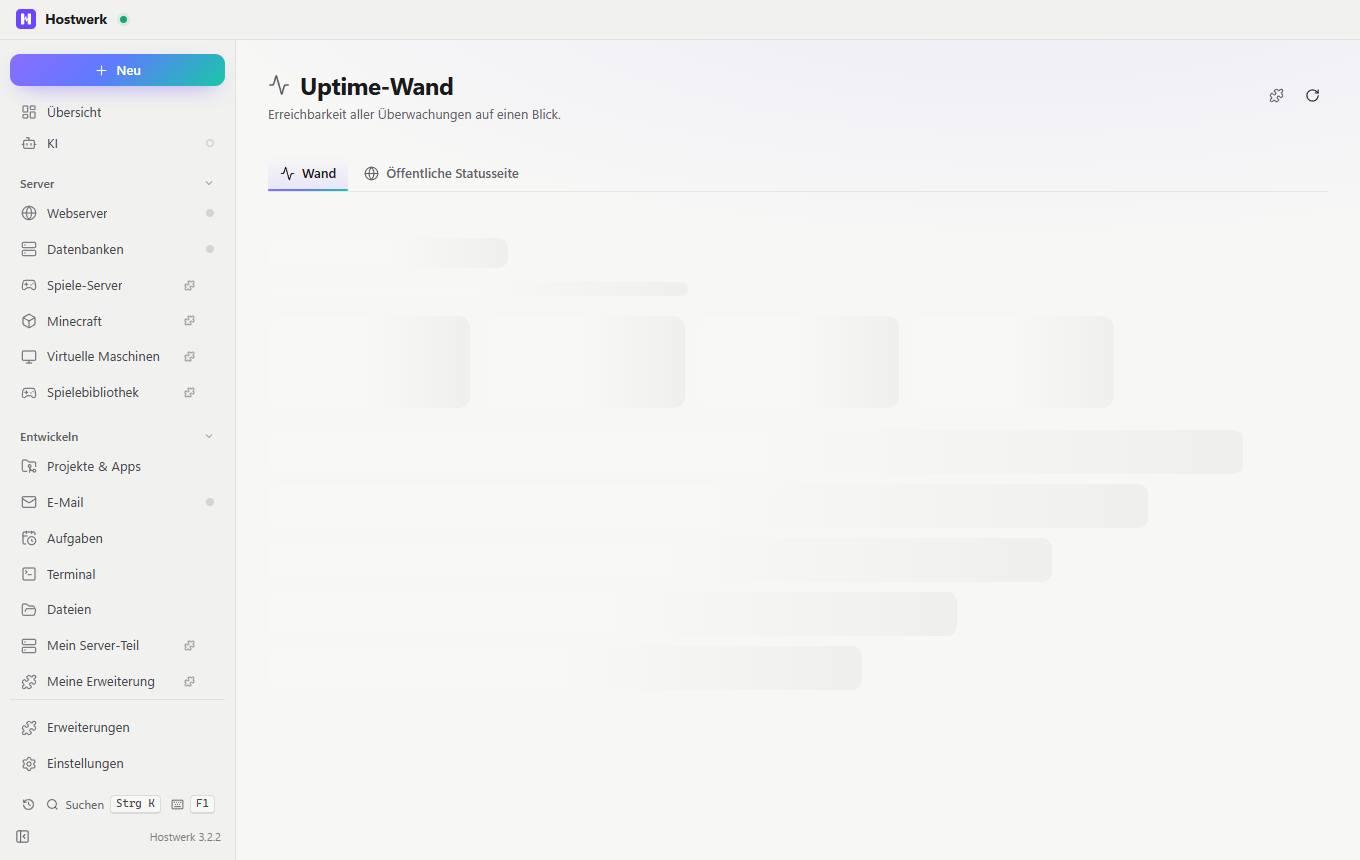 Hostwerk
Neu
Übersicht
KI
Server
Webserver
Datenbanken
Spiele-Server
Minecraft
Virtuelle Maschinen
Spielebibliothek
Entwickeln
Projekte & Apps
E-Mail
Aufgaben
Terminal
Dateien
Mein Server-Teil
Meine Erweiterung
Erweiterungen
Einstellungen
Suchen Strg K F1
Hostwerk 3.2.2
Uptime-Wand
Erreichbarkeit aller Überwachungen auf einen Blick.
Wand Öffentliche Statusseite